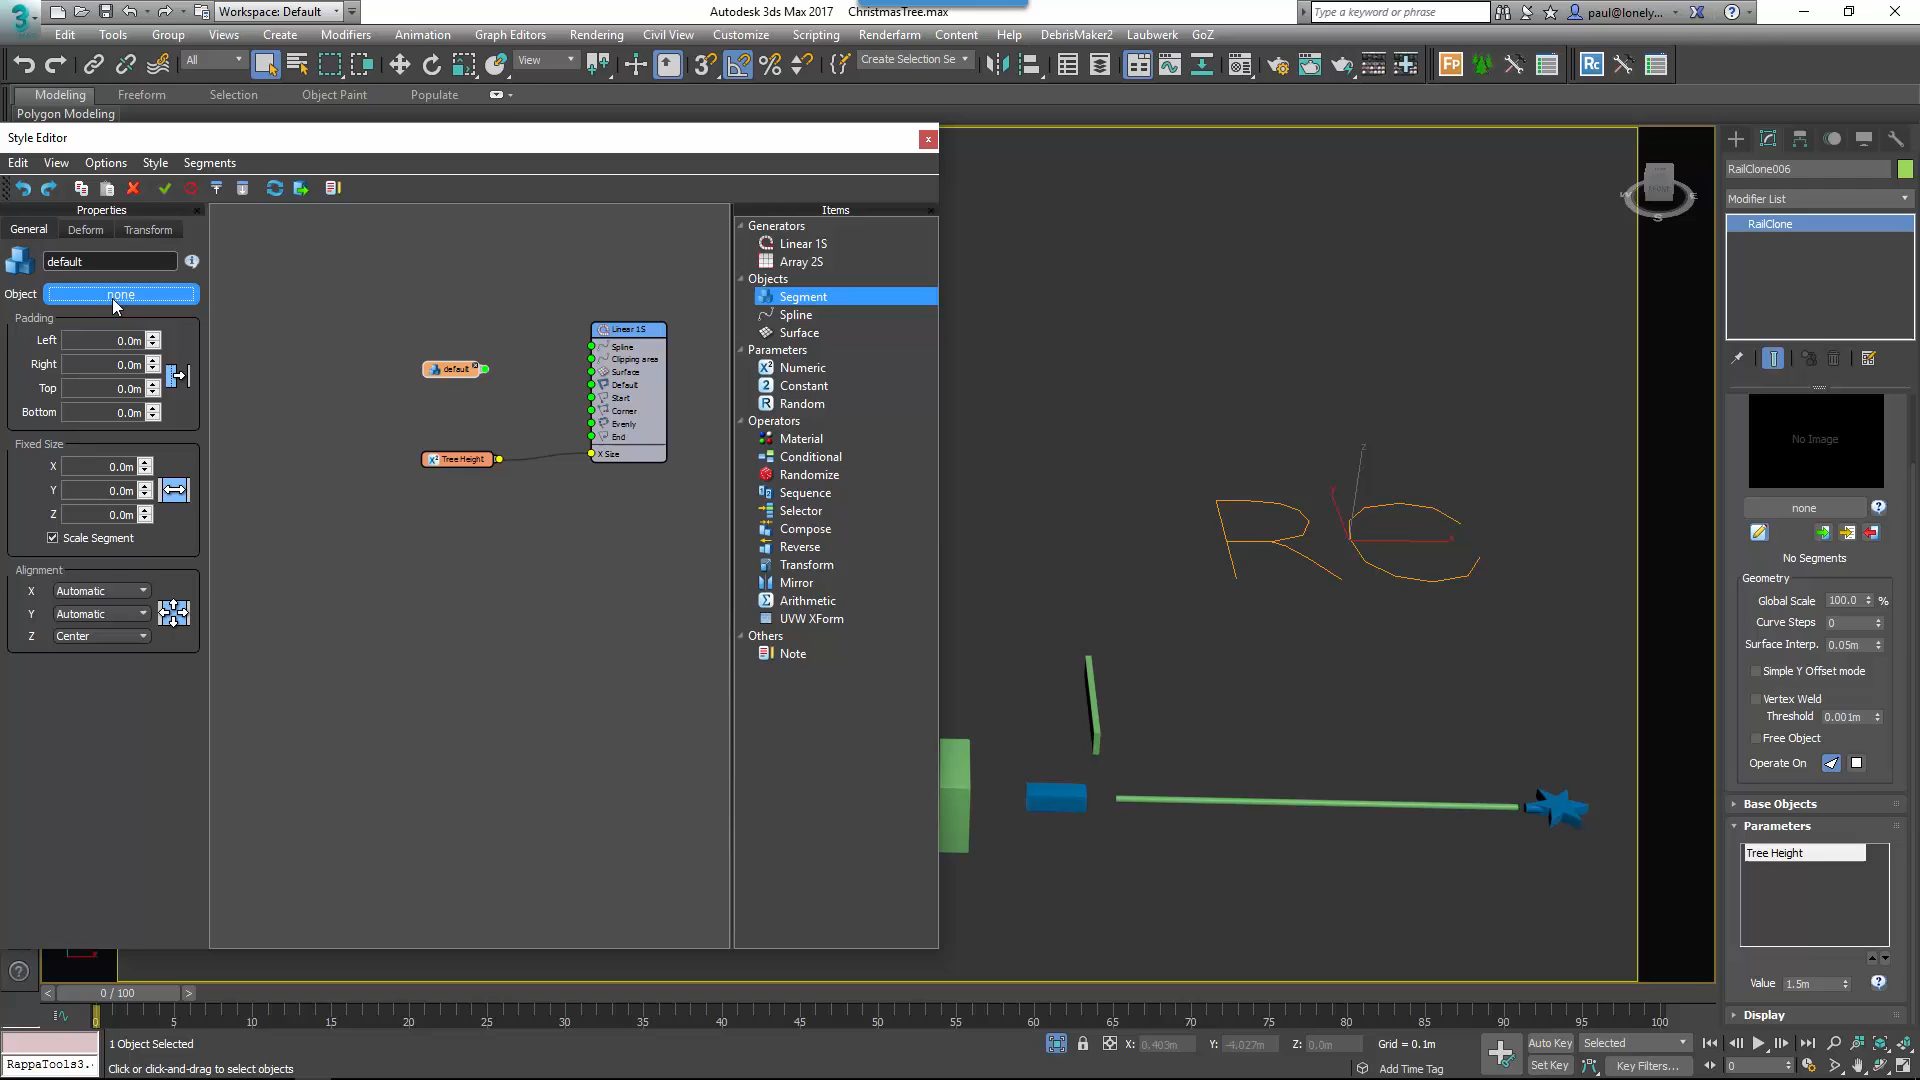 Workspace: Default
Autodesk 3ds Max 2017 ChristmasTree.max
Type a keyword or phrase
paul@lonely...
Edit Tools Group Views Create Modifiers Animation Graph Editors Rendering Civil View Customize Scripting Renderfarm Content Help DebrisMaker2 Laubwerk GoZ
All
View
Create Selection Se
Fp
Rc
Modeling Freeform Selection Object Paint Populate
Polygon Modeling
Style Editor
Edit View Options Style Segments
Properties
General Deform Transform
default
Object none
Padding
Left 0.0m
Right 0.0m
Top 0.0m
Bottom 0.0m
Fixed Size
X 0.0m
Y 0.0m
Z 0.0m
Scale Segment
Alignment
X Automatic
Y Automatic
Z Center
default
Tree Height
Linear 1S
Spline
Clipping area
Surface
Default
Start
Corner
Evenly
End
X Size
Items
Generators
Linear 1S
Array 2S
Objects
Segment
Spline
Surface
Parameters
Numeric
Constant
Random
Operators
Material
Conditional
Randomize
Sequence
Selector
Compose
Reverse
Transform
Mirror
Arithmetic
UVW XForm
Others
Note
RailClone006
Modifier List
RailClone
No Image
none
No Segments
Geometry
Global Scale 100.0 %
Curve Steps 0
Surface Interp. 0.05m
Simple Y Offset mode
Vertex Weld
Threshold 0.001m
Free Object
Operate On
Base Objects
Parameters
Tree Height
Value 1.5m
Display
0 / 100
5 10 15 20 25 30 35 40 45 50 55 60 65 70 75 80 85 90 95 100
1 Object Selected
X: 0.403m Y: -4.027m Z: 0.0m Grid = 0.1m
Auto Key Selected
RappaTools3.
Click or click-and-drag to select objects
Add Time Tag
Set Key Key Filters...
0